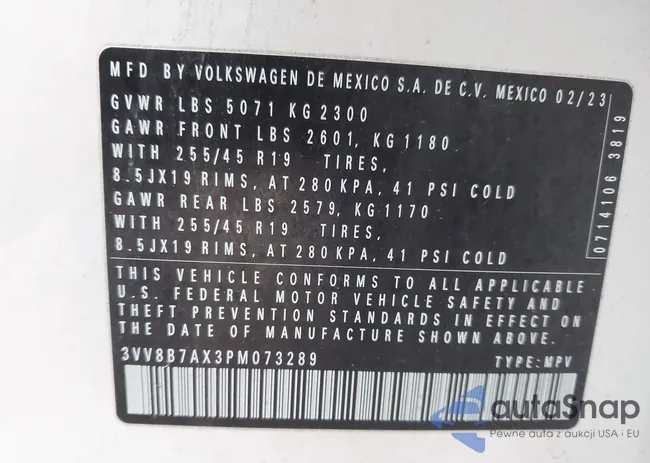 MFD BY VOLKSWAGEN DE MEXICO S.A. DE C.V. MEXICO 02/23
GVWR LBS 5071 KG 2300
GAWR FRONT LBS 2601, KG 1180
WITH 255/45 R19 TIRES,
8.5JX19 RIMS, AT 280 KPA, 41 PSI COLD
GAWR REAR LBS 2579, KG 1170
WITH 255/45 R19 TIRES,
8.5JX19 RIMS, AT 280 KPA, 41 PSI COLD
THIS VEHICLE CONFORMS TO ALL APPLICABLE
U.S. FEDERAL MOTOR VEHICLE SAFETY AND
THEFT PREVENTION STANDARDS IN EFFECT ON
THE DATE OF MANUFACTURE SHOWN ABOVE.
3VV8B7AX3PM073289 TYPE: MPV
0714106 3819
autoSnap
Pewne auta z aukcji USA i EU